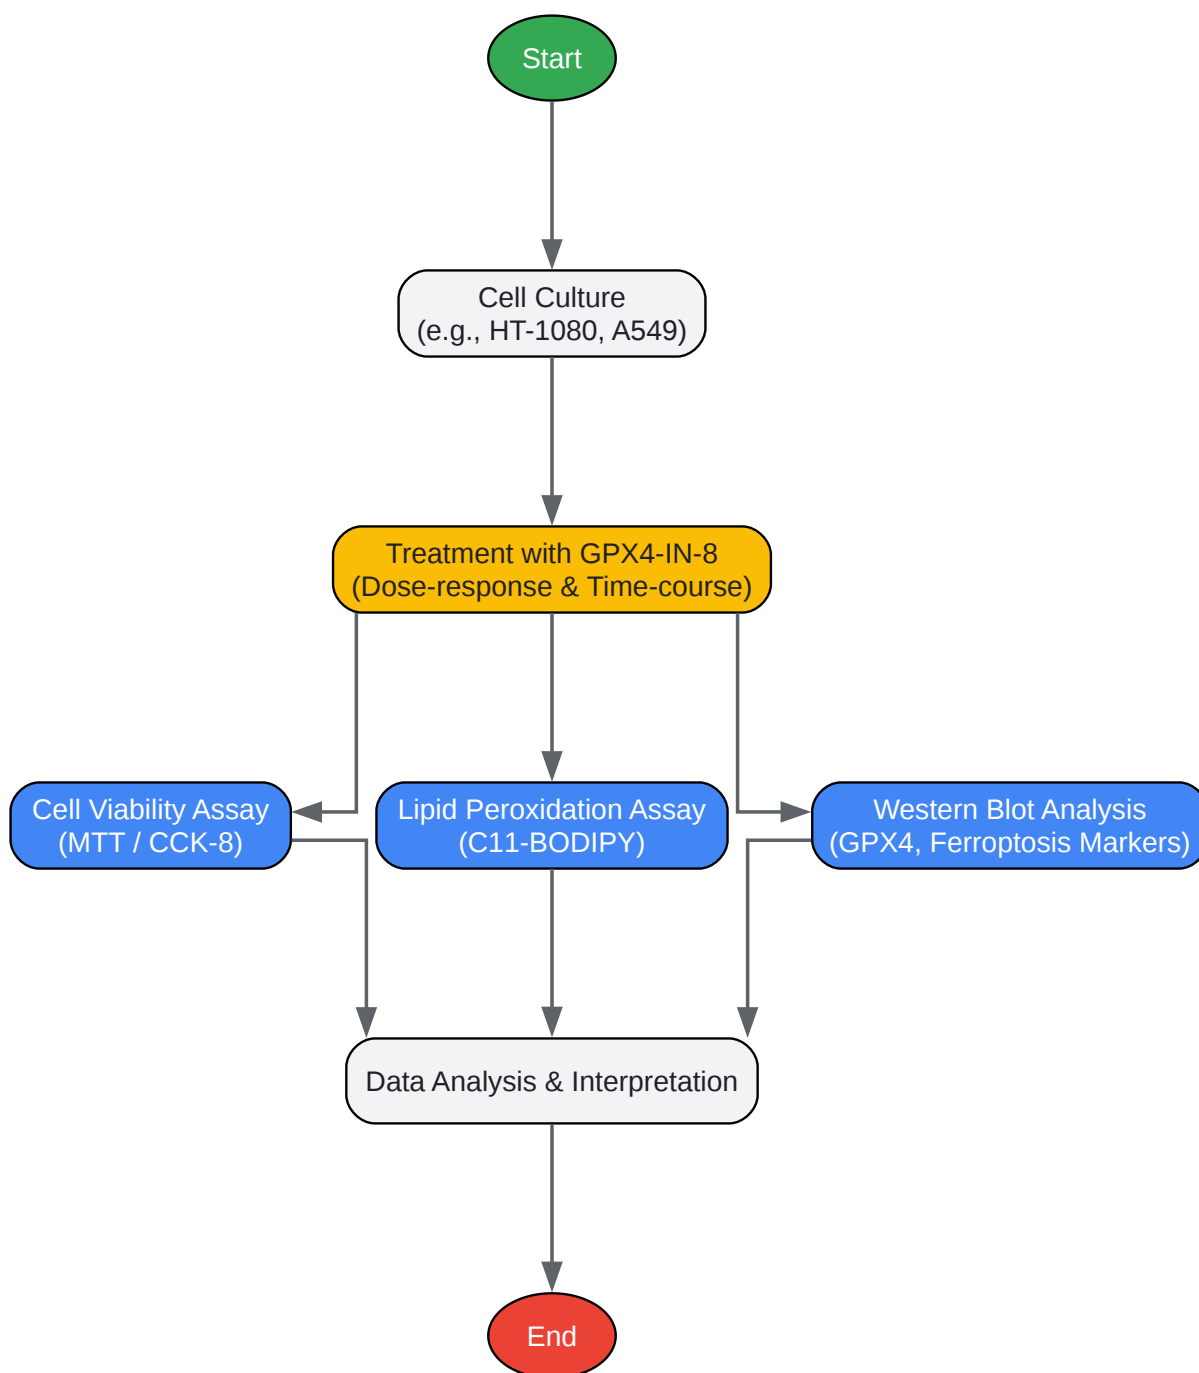 Start
Cell Culture
(e.g., HT-1080, A549)
Treatment with GPX4-IN-8
(Dose-response & Time-course)
Cell Viability Assay
(MTT / CCK-8)
Lipid Peroxidation Assay
(C11-BODIPY)
Western Blot Analysis
(GPX4, Ferroptosis Markers)
Data Analysis & Interpretation
End